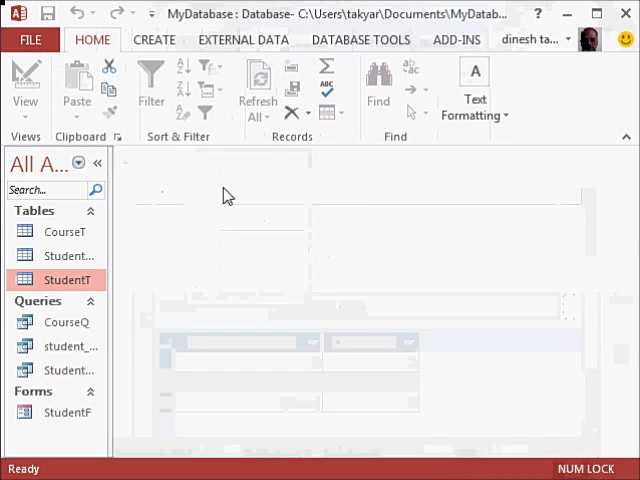 MyDatabase : Database- C:\Users\takyar\Documents\MyDatab...
FILE HOME CREATE EXTERNAL DATA DATABASE TOOLS ADD-INS dinesh ta...
View Paste Filter Refresh All Find Text Formatting
ABC
Views Clipboard Sort & Filter Records Find
All A...
Search...
Tables
CourseT
Student...
StudentT
Queries
CourseQ
student_...
Student...
Forms
StudentF
Ready NUM LOCK